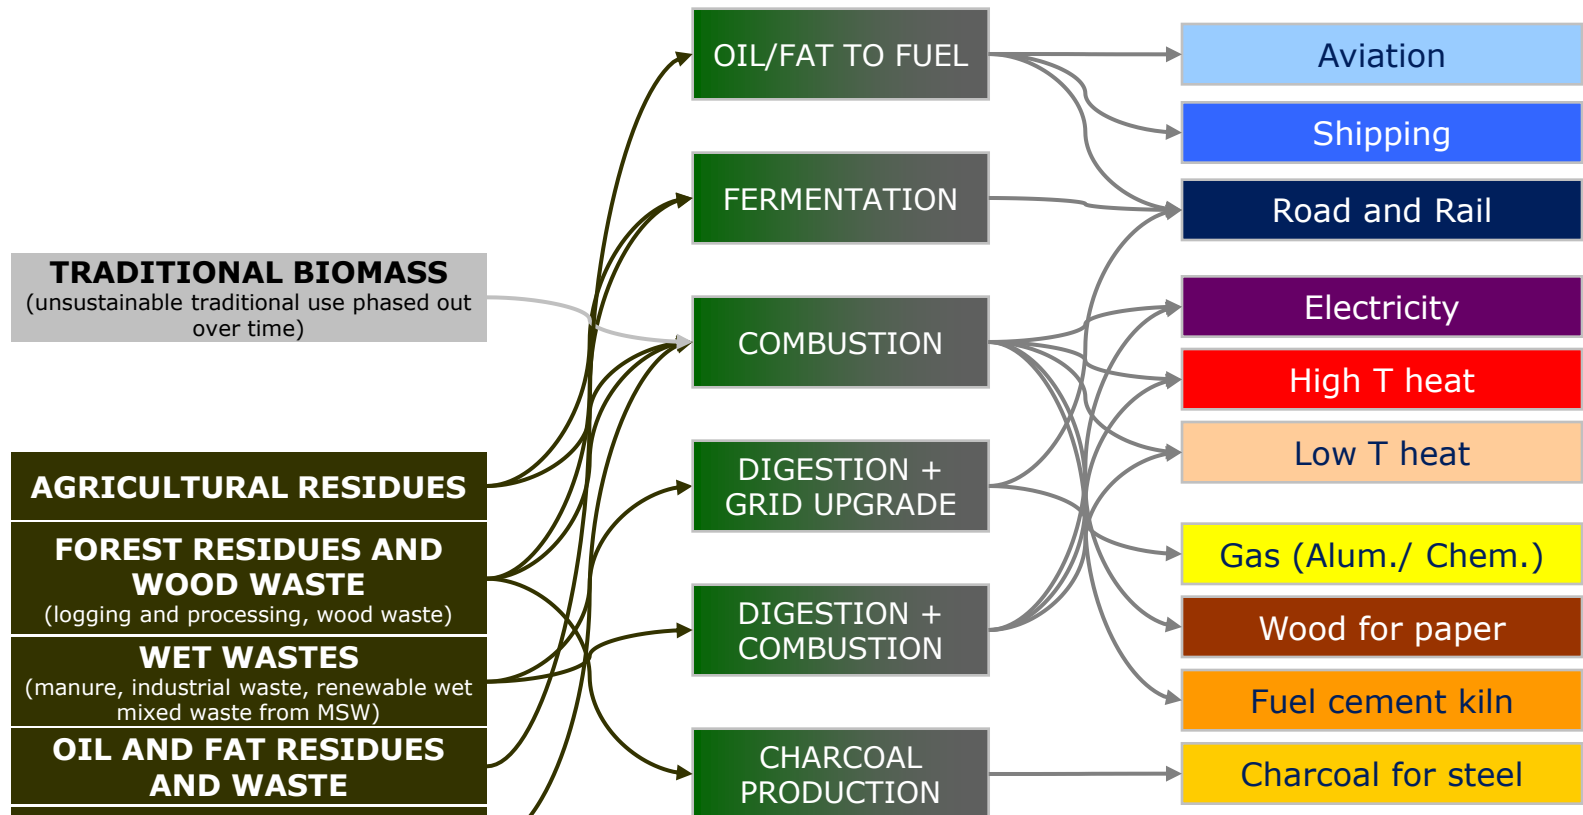 TRADITIONAL BIOMASS
(unsustainable traditional use phased out
over time)
AGRICULTURAL RESIDUES
FOREST RESIDUES AND
WOOD WASTE
(logging and processing, wood waste)
WET WASTES
(manure, industrial waste, renewable wet
mixed waste from MSW)
OIL AND FAT RESIDUES
AND WASTE
OIL/FAT TO FUEL
FERMENTATION
COMBUSTION
DIGESTION +
GRID UPGRADE
DIGESTION +
COMBUSTION
CHARCOAL
PRODUCTION
Aviation
Shipping
Road and Rail
Electricity
High T heat
Low T heat
Gas (Alum./ Chem.)
Wood for paper
Fuel cement kiln
Charcoal for steel